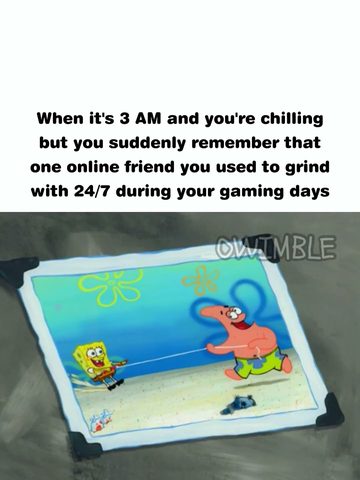 When it's 3 AM and you're chilling
but you suddenly remember that
one online friend you used to grind
with 24/7 during your gaming days
OWIMBLE